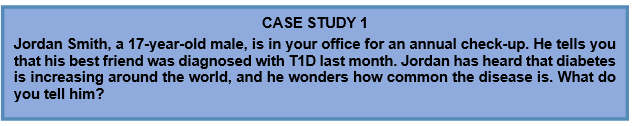 CASE STUDY 1
Jordan Smith, a 17-year-old male, is in your office for an annual check-up. He tells you
that his best friend was diagnosed with T1D last month. Jordan has heard that diabetes
is increasing around the world, and he wonders how common the disease is. What do
you tell him?